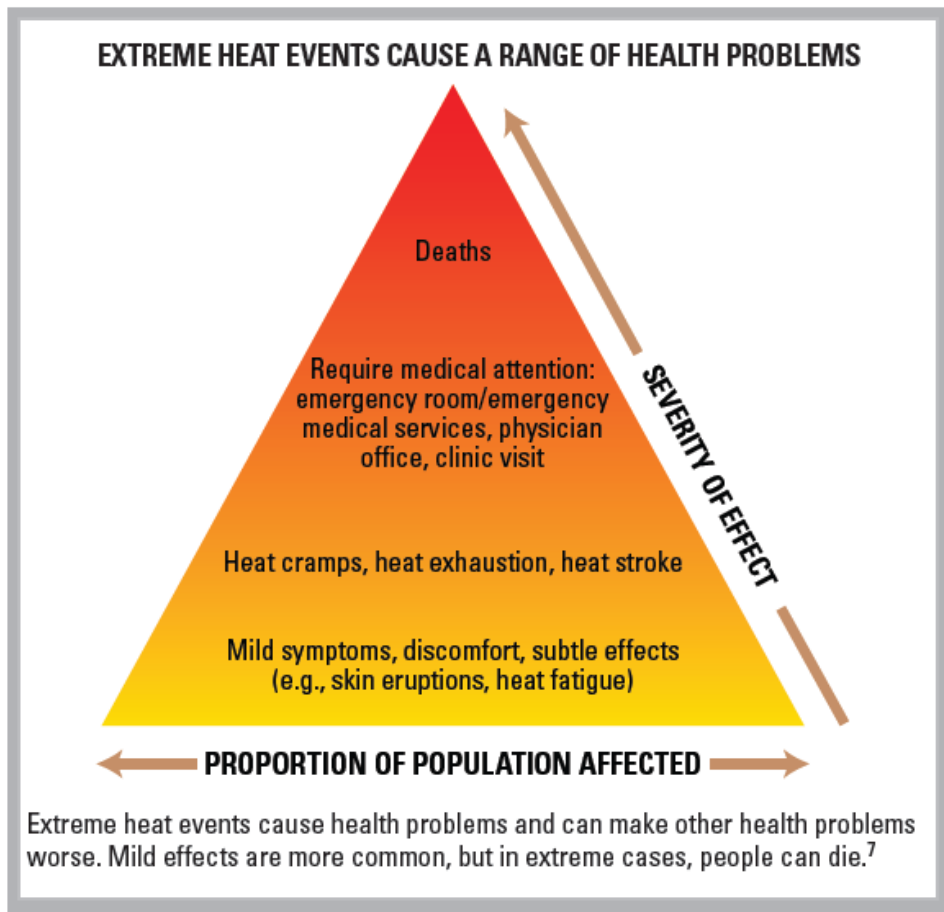 EXTREME HEAT EVENTS CAUSE A RANGE OF HEALTH PROBLEMS
Deaths
Require medical attention:
emergency room/emergency
medical services, physician
office, clinic visit
SEVERITY OF EFFECT
Heat cramps, heat exhaustion, heat stroke
Mild symptoms, discomfort, subtle effects
(e.g., skin eruptions, heat fatigue)
PROPORTION OF POPULATION AFFECTED
Extreme heat events cause health problems and can make other health problems
worse. Mild effects are more common, but in extreme cases, people can die.7